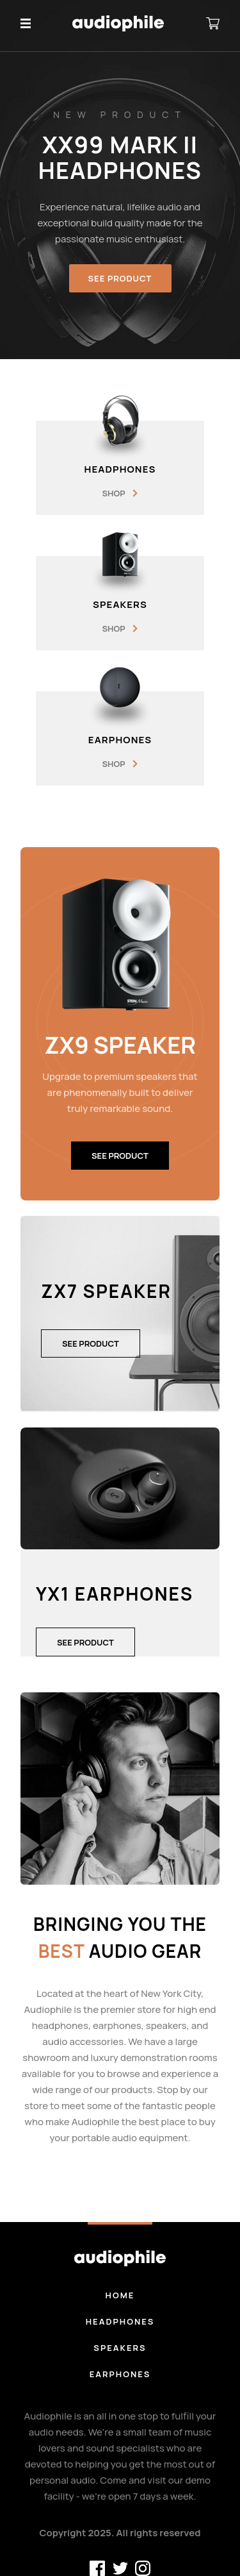 audiophile
NEW PRODUCT
XX99 MARK II
HEADPHONES
Experience natural, lifelike audio and
exceptional build quality made for the
passionate music enthusiast.
SEE PRODUCT
HEADPHONES
SHOP
SPEAKERS
SHOP
EARPHONES
SHOP
ZX9 SPEAKER
Upgrade to premium speakers that
are phenomenally built to deliver
truly remarkable sound.
SEE PRODUCT
ZX7 SPEAKER
SEE PRODUCT
YX1 EARPHONES
SEE PRODUCT
BRINGING YOU THE
BEST AUDIO GEAR
Located at the heart of New York City,
Audiophile is the premier store for high end
headphones, earphones, speakers, and
audio accessories. We have a large
showroom and luxury demonstration rooms
available for you to browse and experience a
wide range of our products. Stop by our
store to meet some of the fantastic people
who make Audiophile the best place to buy
your portable audio equipment.
audiophile
HOME
HEADPHONES
SPEAKERS
EARPHONES
Audiophile is an all in one stop to fulfill your
audio needs. We're a small team of music
lovers and sound specialists who are
devoted to helping you get the most out of
personal audio. Come and visit our demo
facility - we're open 7 days a week.
Copyright 2025. All rights reserved